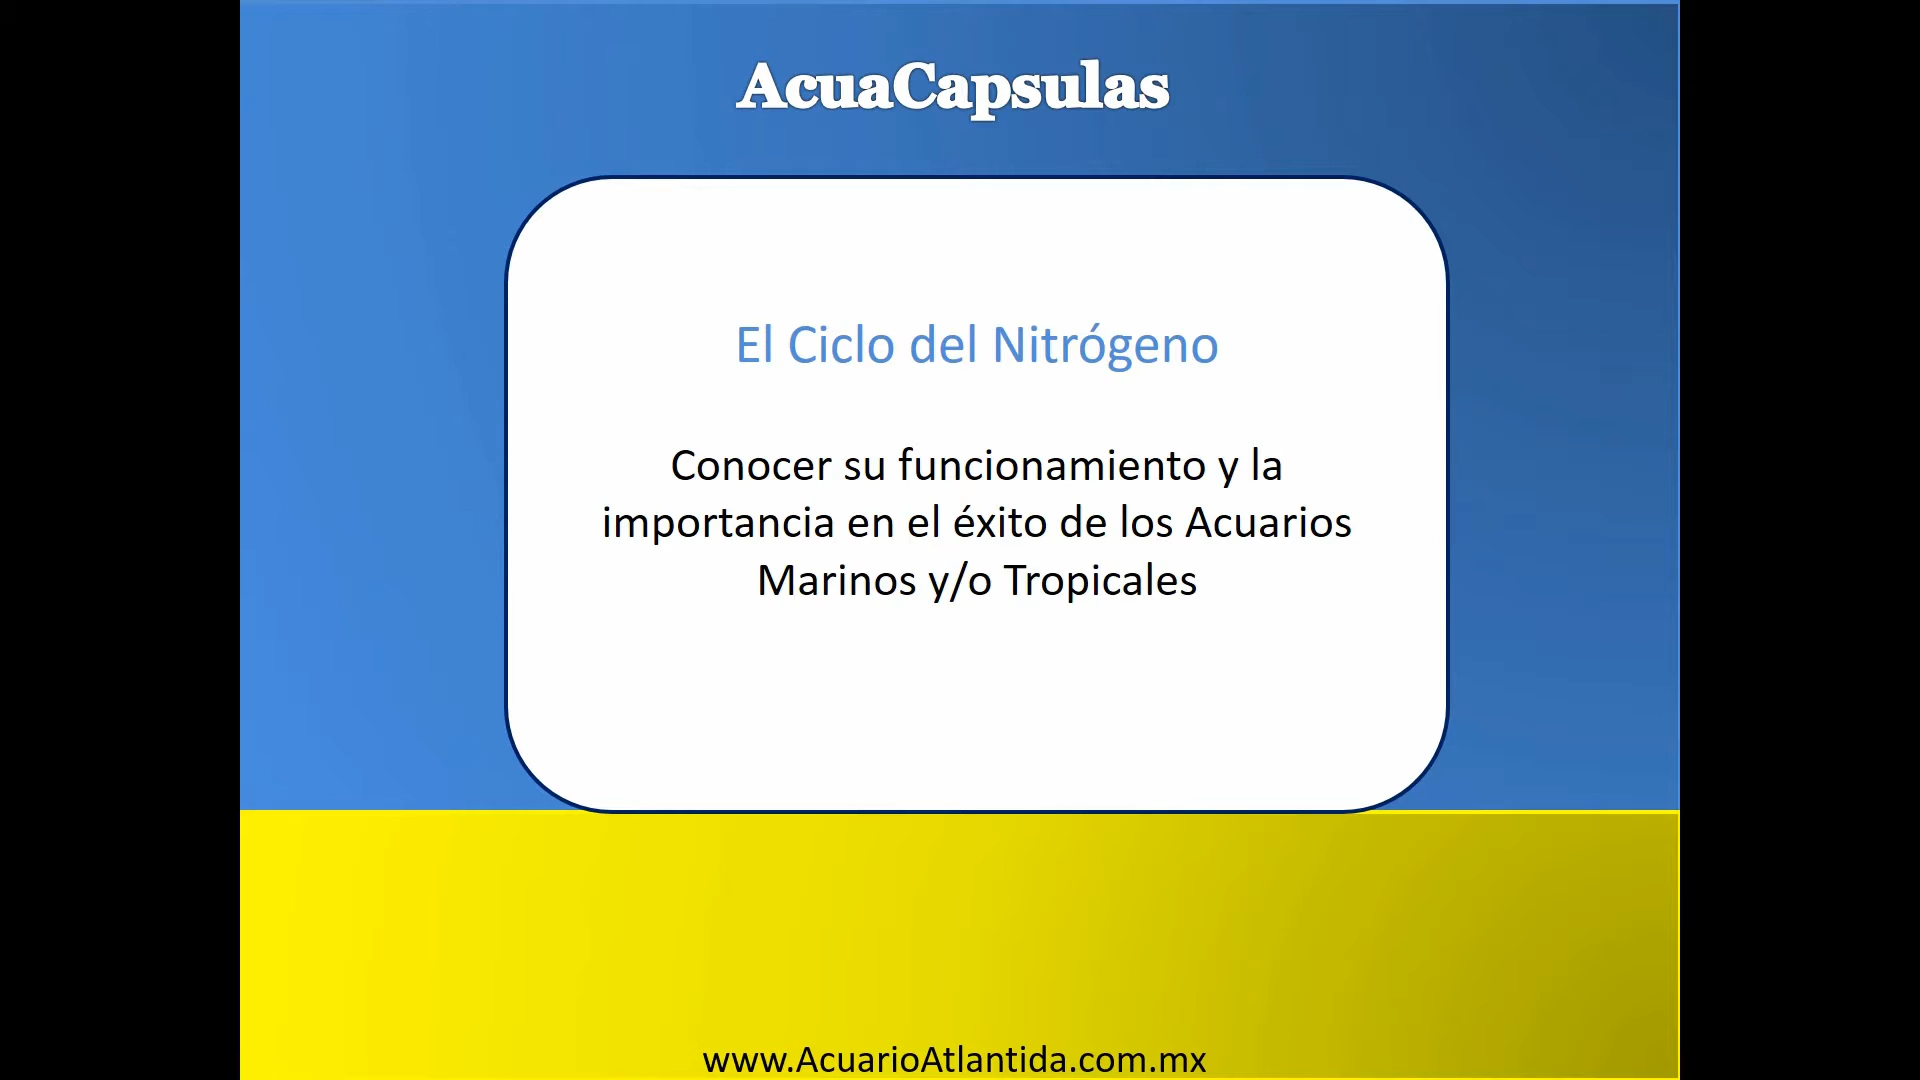 AcuaCapsulas
El Ciclo del Nitrógeno
Conocer su funcionamiento y la
importancia en el éxito de los Acuarios
Marinos y/o Tropicales
www.AcuarioAtlantida.com.mx